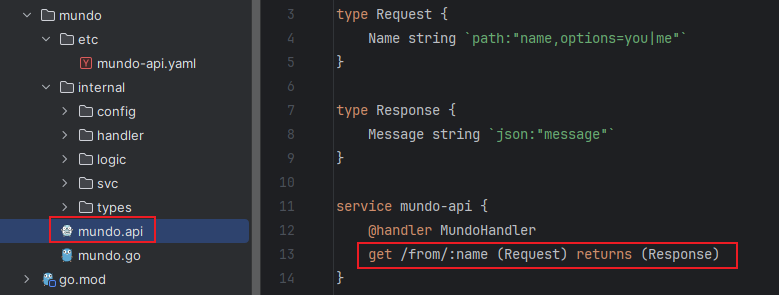 mundo
etc
mundo-api.yaml
internal
config
handler
logic
svc
types
mundo.api
mundo.go
go.mod
3 type Request {
4 Name string `path:"name,options=you|me"`
5 }
6
7 type Response {
8 Message string `json:"message"`
9 }
10
11 service mundo-api {
12 @handler MundoHandler
13 get /from/:name (Request) returns (Response)
14 }